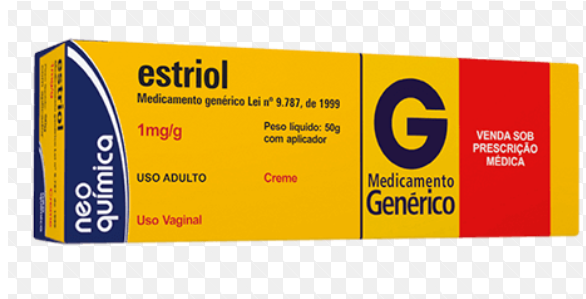 estriol
Medicamento genérico Lei nº 9.787, de 1999
1mg/g
Peso líquido: 50g
com aplicador
USO ADULTO
Creme
Uso Vaginal
neo
química
estriol
G
Medicamento
Genérico
VENDA SOB
PRESCRIÇÃO
MÉDICA